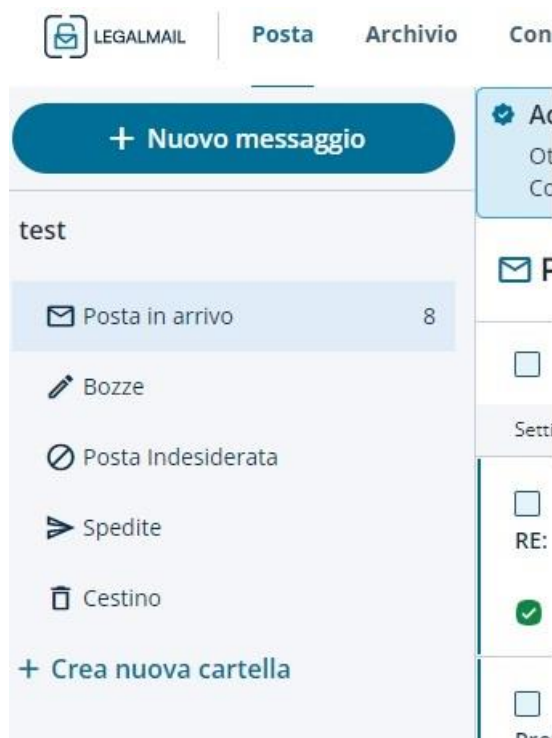 LEGALMAIL
Posta
Archivio
+ Nuovo messaggio
test
Posta in arrivo 8
Bozze
Posta Indesiderata
Spedite
Cestino
+ Crea nuova cartella
RE: